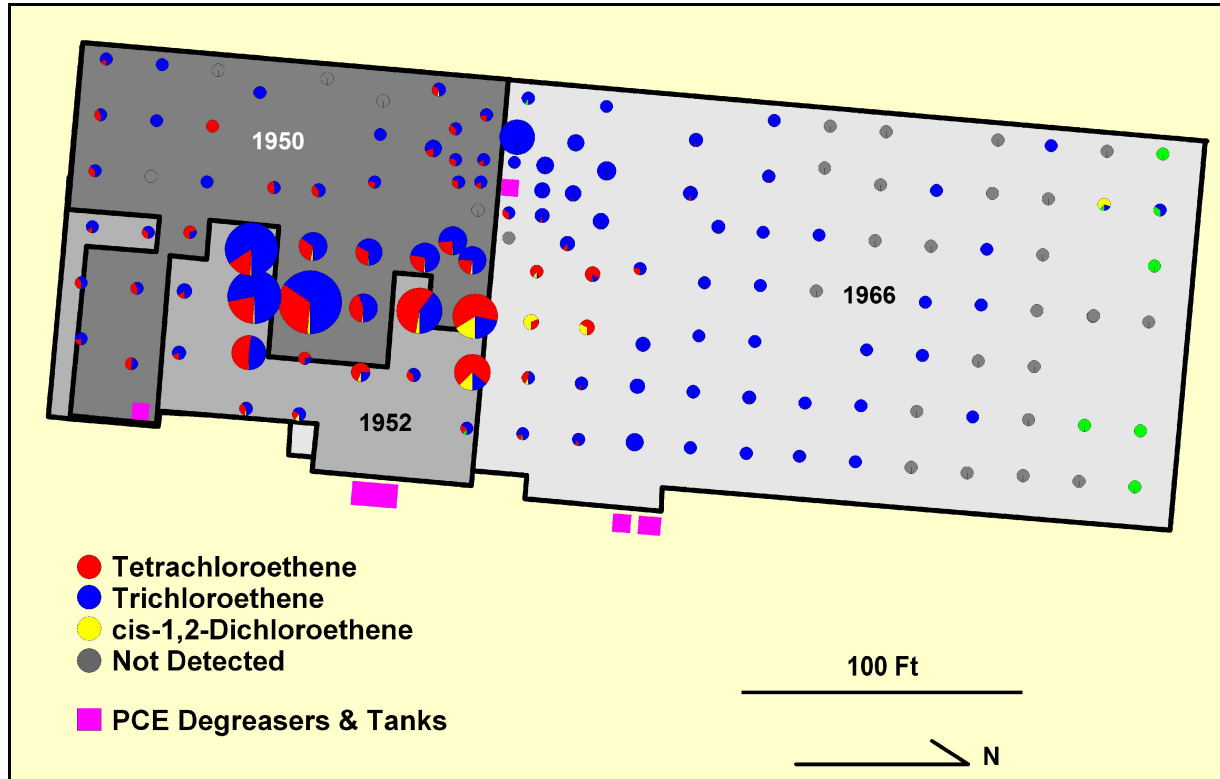 1950
1966
1952
Tetrachloroethene
Trichloroethene
cis-1,2-Dichloroethene
Not Detected
PCE Degreasers & Tanks
100 Ft
N